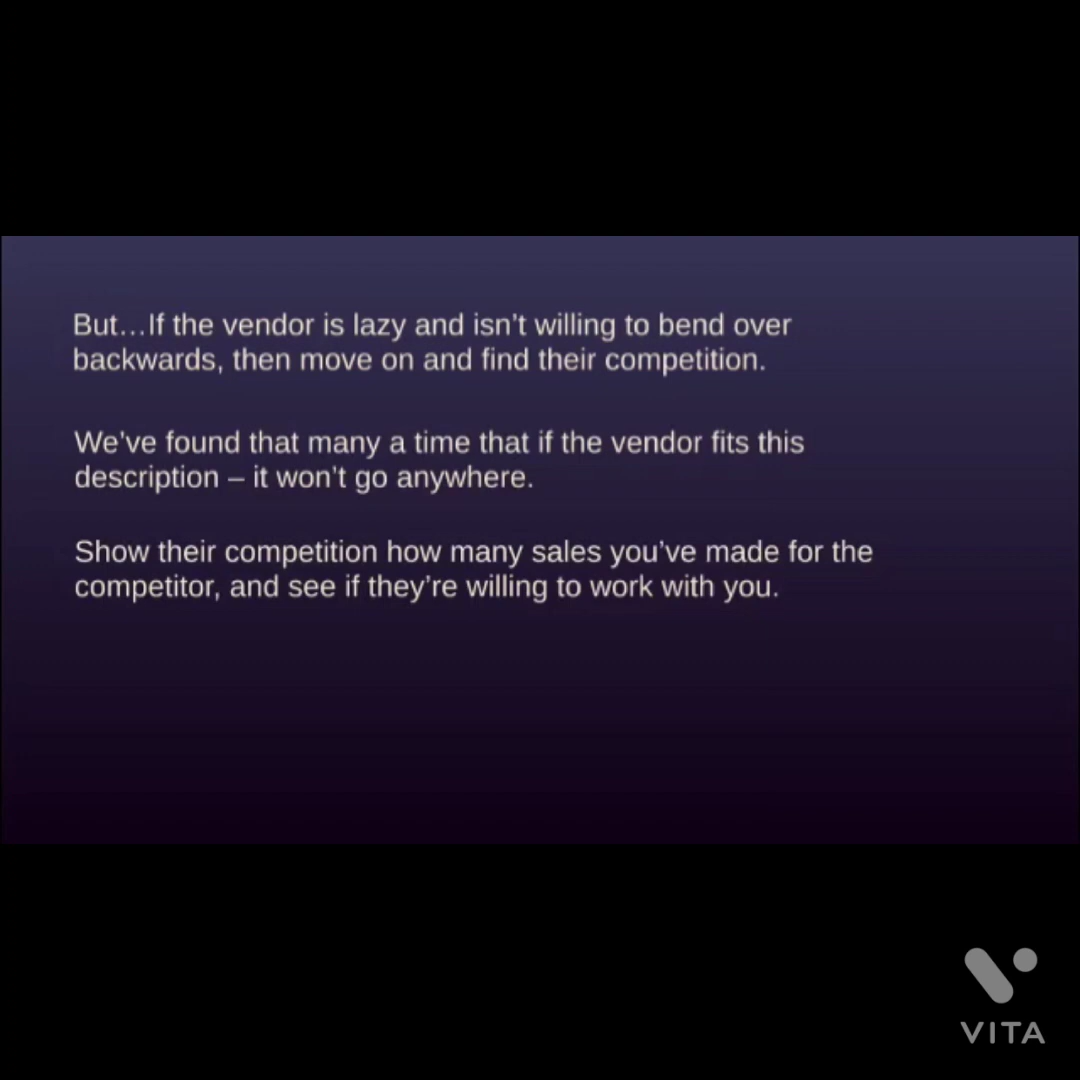 But…If the vendor is lazy and isn't willing to bend over
backwards, then move on and find their competition.
We've found that many a time that if the vendor fits this
description – it won't go anywhere.
Show their competition how many sales you've made for the
competitor, and see if they're willing to work with you.
VITA